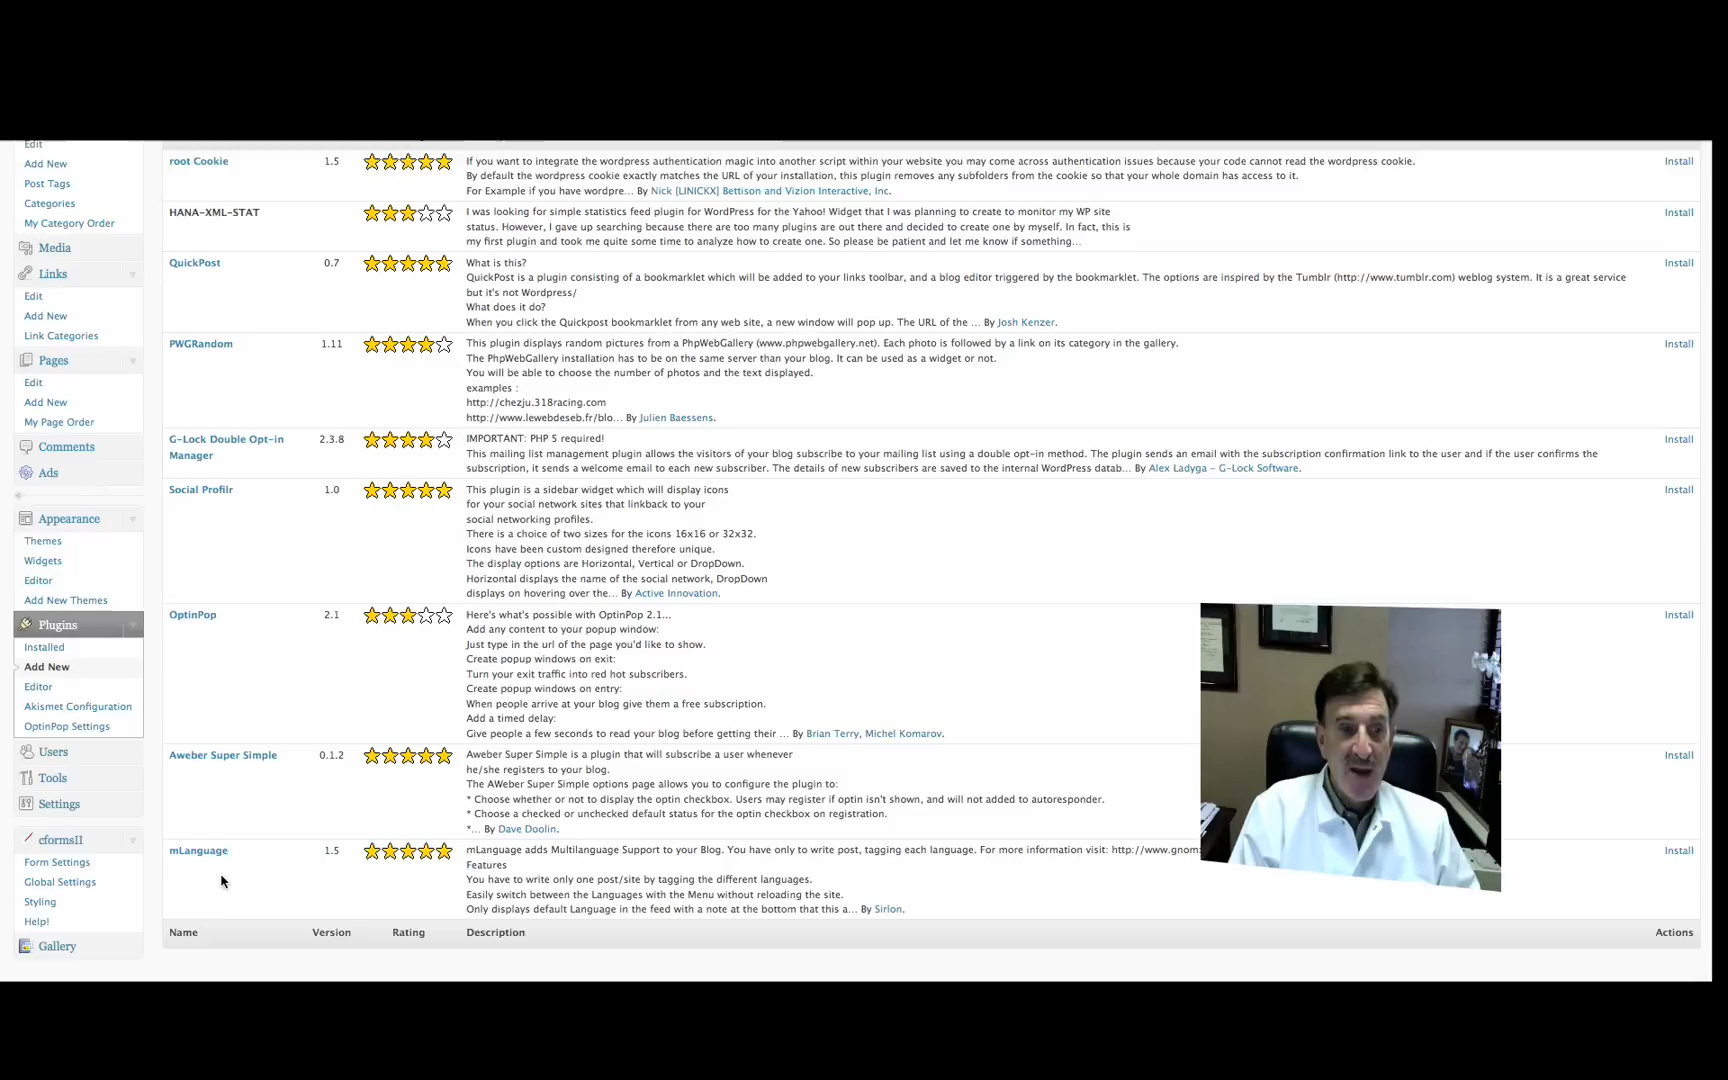 Edit
Add New
Post Tags
Categories
My Category Order
Media
Links
Edit
Add New
Link Categories
Pages
Edit
Add New
My Page Order
Comments
Ads
Appearance
Themes
Widgets
Editor
Add New Themes
Plugins
Installed
Add New
Editor
Akismet Configuration
OptinPop Settings
Users
Tools
Settings
cformsII
Form Settings
Global Settings
Styling
Help!
Gallery
root Cookie 1.5 If you want to integrate the wordpress authentication magic into another script within your website you may come across authentication issues because your code cannot read the wordpress cookie. Install
By default the wordpress cookie exactly matches the URL of your installation, this plugin removes any subfolders from the cookie so that your whole domain has access to it.
For Example if you have wordpre... By Nick [LINICKX] Bettison and Vizion Interactive, Inc.
HANA-XML-STAT I was looking for simple statistics feed plugin for WordPress for the Yahoo! Widget that I was planning to create to monitor my WP site Install
status. However, I gave up searching because there are too many plugins are out there and decided to create one by myself. In fact, this is
my first plugin and took me quite some time to analyze how to create one. So please be patient and let me know if something...
QuickPost 0.7 What is this? Install
QuickPost is a plugin consisting of a bookmarklet which will be added to your links toolbar, and a blog editor triggered by the bookmarklet. The options are inspired by the Tumblr (http://www.tumblr.com) weblog system. It is a great service
but it's not Wordpress/
What does it do?
When you click the Quickpost bookmarklet from any web site, a new window will pop up. The URL of the ... By Josh Kenzer.
PWGRandom 1.11 This plugin displays random pictures from a PhpWebGallery (www.phpwebgallery.net). Each photo is followed by a link on its category in the gallery. Install
The PhpWebGallery installation has to be on the same server than your blog. It can be used as a widget or not.
You will be able to choose the number of photos and the text displayed.
examples :
http://chezju.318racing.com
http://www.lewebdeseb.fr/blo... By Julien Baessens.
G-Lock Double Opt-in 2.3.8 IMPORTANT: PHP 5 required! Install
Manager This mailing list management plugin allows the visitors of your blog subscribe to your mailing list using a double opt-in method. The plugin sends an email with the subscription confirmation link to the user and if the user confirms the
subscription, it sends a welcome email to each new subscriber. The details of new subscribers are saved to the internal WordPress datab... By Alex Ladyga – G-Lock Software.
Social Profilr 1.0 This plugin is a sidebar widget which will display icons Install
for your social network sites that linkback to your
social networking profiles.
There is a choice of two sizes for the icons 16x16 or 32x32.
Icons have been custom designed therefore unique.
The display options are Horizontal, Vertical or DropDown.
Horizontal displays the name of the social network, DropDown
displays on hovering over the... By Active Innovation.
OptinPop 2.1 Here's what's possible with OptinPop 2.1... Install
Add any content to your popup window:
Just type in the url of the page you'd like to show.
Create popup windows on exit:
Turn your exit traffic into red hot subscribers.
Create popup windows on entry:
When people arrive at your blog give them a free subscription.
Add a timed delay:
Give people a few seconds to read your blog before getting their ... By Brian Terry, Michel Komarov.
Aweber Super Simple 0.1.2 Aweber Super Simple is a plugin that will subscribe a user whenever Install
he/she registers to your blog.
The AWeber Super Simple options page allows you to configure the plugin to:
* Choose whether or not to display the optin checkbox. Users may register if optin isn't shown, and will not added to autoresponder.
* Choose a checked or unchecked default status for the optin checkbox on registration.
*... By Dave Doolin.
mLanguage 1.5 mLanguage adds Multilanguage Support to your Blog. You have only to write post, tagging each language. For more information visit: http://www.gnom Install
Features
You have to write only one post/site by tagging the different languages.
Easily switch between the Languages with the Menu without reloading the site.
Only displays default Language in the feed with a note at the bottom that this a... By Sirlon.
Name Version Rating Description Actions